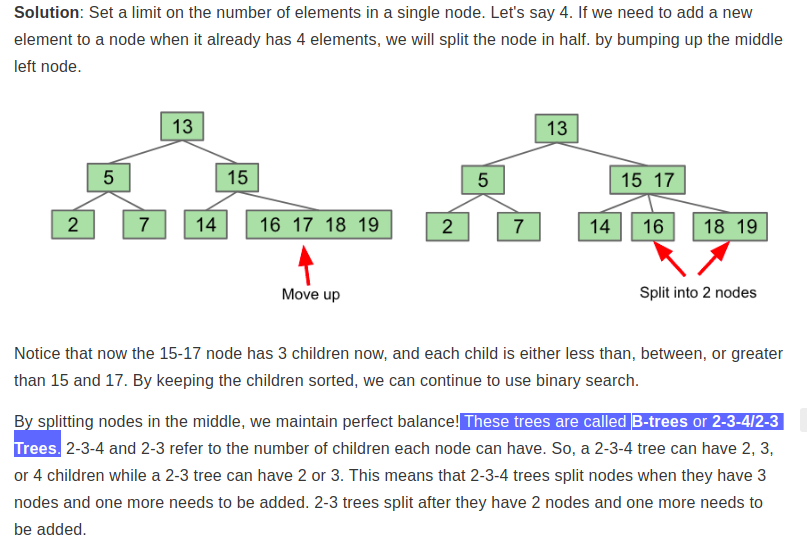 Solution: Set a limit on the number of elements in a single node. Let's say 4. If we need to add a new
element to a node when it already has 4 elements, we will split the node in half. by bumping up the middle
left node.
13
5
15
2
7
14
16 17 18 19
Move up
13
5
15 17
2
7
14
16
18 19
Split into 2 nodes
Notice that now the 15-17 node has 3 children now, and each child is either less than, between, or greater
than 15 and 17. By keeping the children sorted, we can continue to use binary search.
By splitting nodes in the middle, we maintain perfect balance! These trees are called B-trees or 2-3-4/2-3
Trees. 2-3-4 and 2-3 refer to the number of children each node can have. So, a 2-3-4 tree can have 2, 3,
or 4 children while a 2-3 tree can have 2 or 3. This means that 2-3-4 trees split nodes when they have 3
nodes and one more needs to be added. 2-3 trees split after they have 2 nodes and one more needs to
be added.